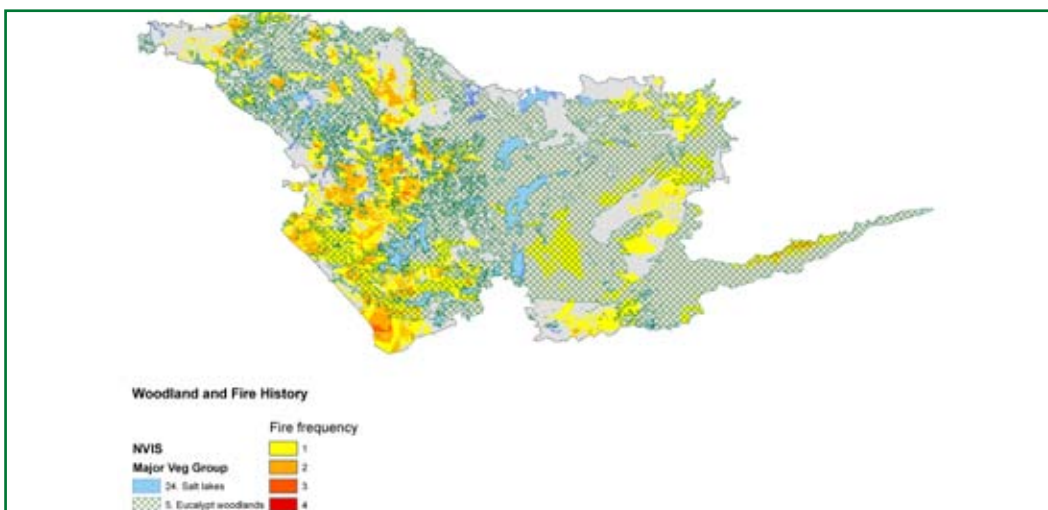 Woodland and Fire History
Fire frequency
NVIS
1
Major Veg Group
2
24. Salt lakes
3
5. Eucalypt woodlands
4